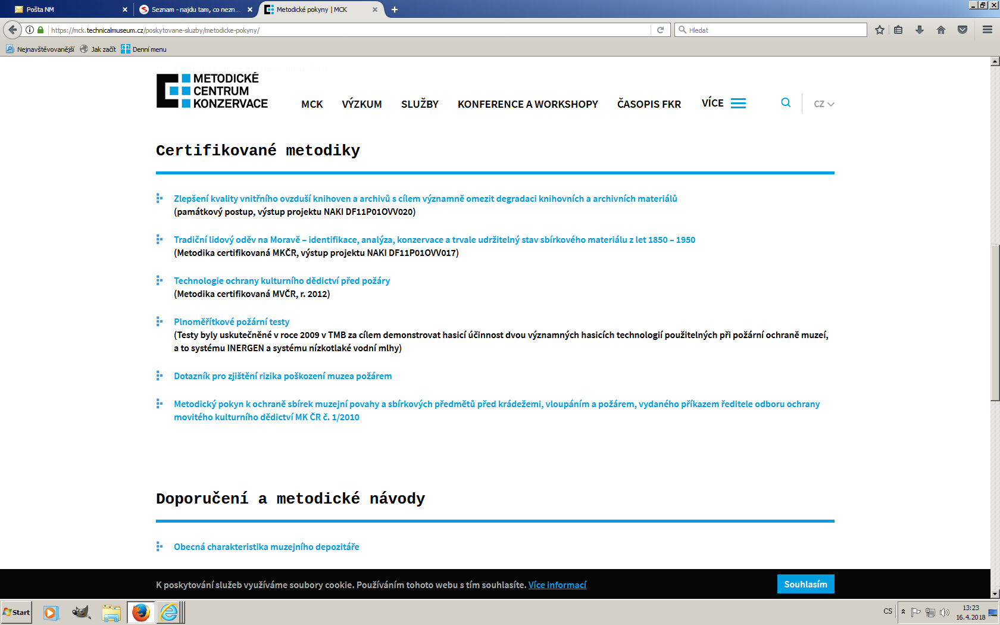 Pošta NM
Seznam - najdu tam, co nezn...
Metodické pokyny | MCK
https://mck.technicalmuseum.cz/poskytovane-sluzby/metodicke-pokyny/
Hledat
Nejnavštěvovanější
Jak začít
Denní menu
METODICKÉ
CENTRUM
KONZERVACE
MCK
VÝZKUM
SLUŽBY
KONFERENCE A WORKSHOPY
ČASOPIS FKR
VÍCE
CZ
Certifikované metodiky
Zlepšení kvality vnitřního ovzduší knihoven a archivů s cílem významně omezit degradaci knihovních a archivních materiálů
(památkový postup, výstup projektu NAKI DF11P01OVV020)
Tradiční lidový oděv na Moravě – identifikace, analýza, konzervace a trvale udržitelný stav sbírkového materiálu z let 1850 – 1950
(Metodika certifikovaná MKČR, výstup projektu NAKI DF11P01OVV017)
Technologie ochrany kulturního dědictví před požáry
(Metodika certifikovaná MVČR, r. 2012)
Plnoměřítkové požární testy
(Testy byly uskutečněné v roce 2009 v TMB za cílem demonstrovat hasicí účinnost dvou významných hasicích technologií použitelných při požární ochraně muzeí,
a to systému INERGEN a systému nízkotlaké vodní mlhy)
Dotazník pro zjištění rizika poškození muzea požárem
Metodický pokyn k ochraně sbírek muzejní povahy a sbírkových předmětů před krádežemi, vloupáním a požárem, vydaného příkazem ředitele odboru ochrany
movitého kulturního dědictví MK ČR č. 1/2010
Doporučení a metodické návody
Obecná charakteristika muzejního depozitáře
K poskytování služeb využíváme soubory cookie. Používáním tohoto webu s tím souhlasíte. Více informací
Souhlasím
Start
CS
13:23
16.4.2018